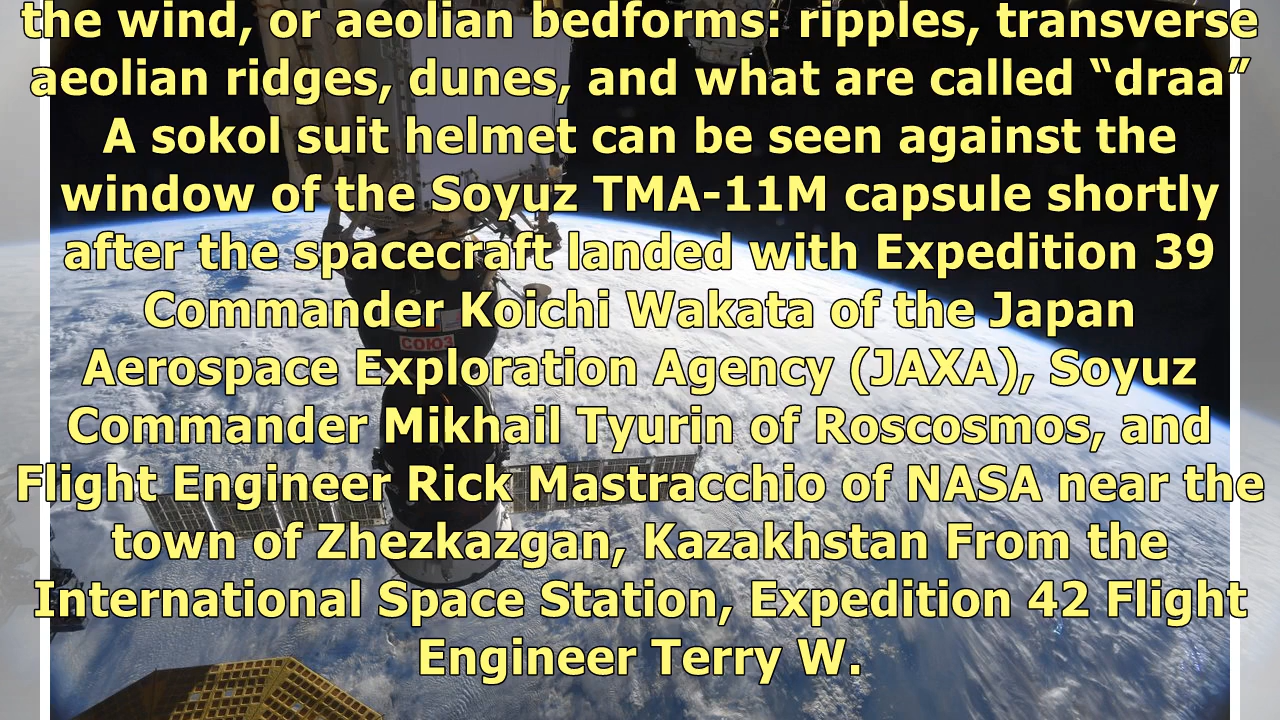 the wind, or aeolian bedforms: ripples, transverse
aeolian ridges, dunes, and what are called “draa”
A sokol suit helmet can be seen against the
window of the Soyuz TMA-11M capsule shortly
after the spacecraft landed with Expedition 39
Commander Koichi Wakata of the Japan
СОЮЗ
Aerospace Exploration Agency (JAXA), Soyuz
Commander Mikhail Tyurin of Roscosmos, and
Flight Engineer Rick Mastracchio of NASA near the
town of Zhezkazgan, Kazakhstan From the
International Space Station, Expedition 42 Flight
Engineer Terry W.